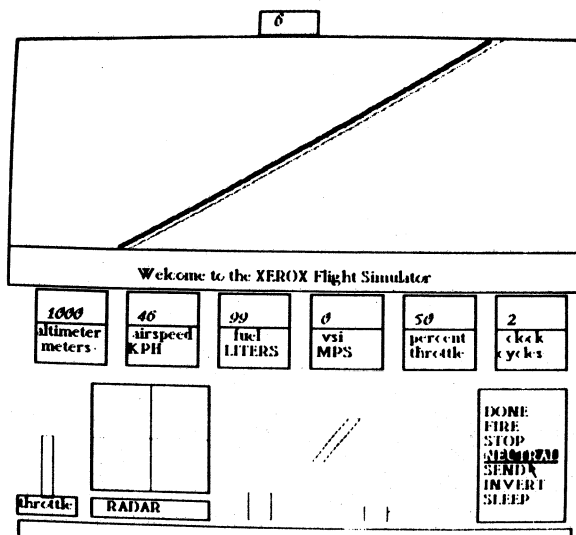 6
Welcome to the XEROX Flight Simulator
1000
altimeter
meters
46
airspeed
KPH
99
fuel
LITERS
0
vsi
MPS
50
percent
throttle
2
clock
cycles
DONE
FIRE
STOP
NEUTRAL
SEND
INVERT
SLEEP
throttle
RADAR